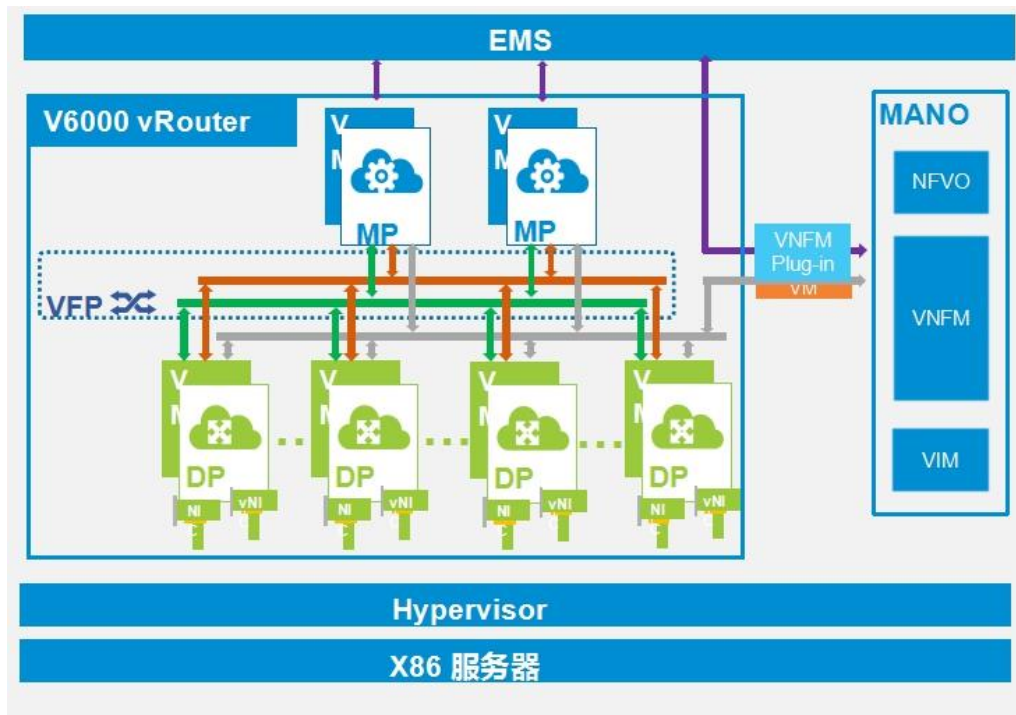 EMS
V6000 vRouter
V
M
MP
V
M
MP
MANO
NFVO
VNFM
Plug-in
VM
VNFM
VIM
VFP
V
M
DP
NI
C
vNI
V
M
DP
NI
C
vNI
V
M
DP
NI
C
vNI
V
M
DP
NI
C
vNI
Hypervisor
X86 服务器